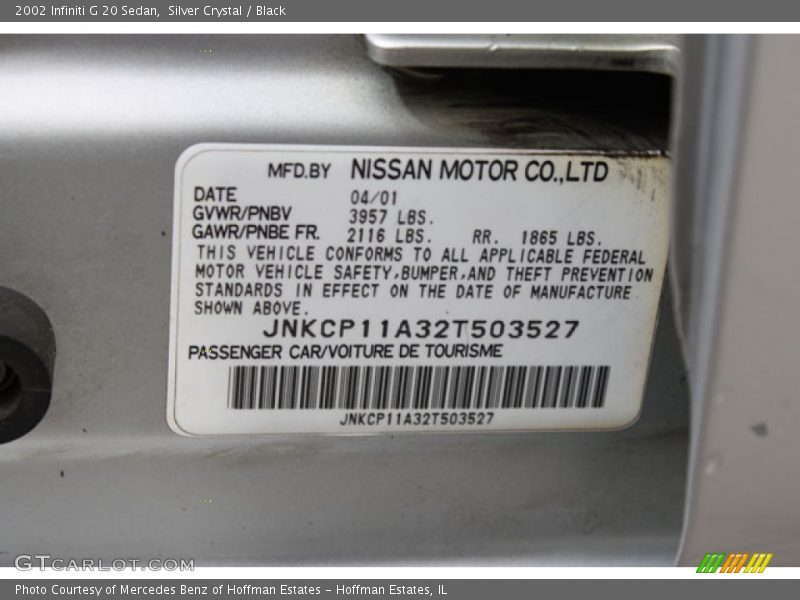 2002 Infiniti G 20 Sedan,  Silver Crystal / Black
MFD.BY NISSAN MOTOR CO.,LTD
DATE 04/01
GVWR/PNBV 3957 LBS.
GAWR/PNBE FR. 2116 LBS. RR. 1865 LBS.
THIS VEHICLE CONFORMS TO ALL APPLICABLE FEDERAL
MOTOR VEHICLE SAFETY,BUMPER,AND THEFT PREVENTION
STANDARDS IN EFFECT ON THE DATE OF MANUFACTURE
SHOWN ABOVE.
JNKCP11A32T503527
PASSENGER CAR/VOITURE DE TOURISME
JNKCP11A32T503527
GTCARLOT.COM
Photo Courtesy of Mercedes Benz of Hoffman Estates - Hoffman Estates, IL